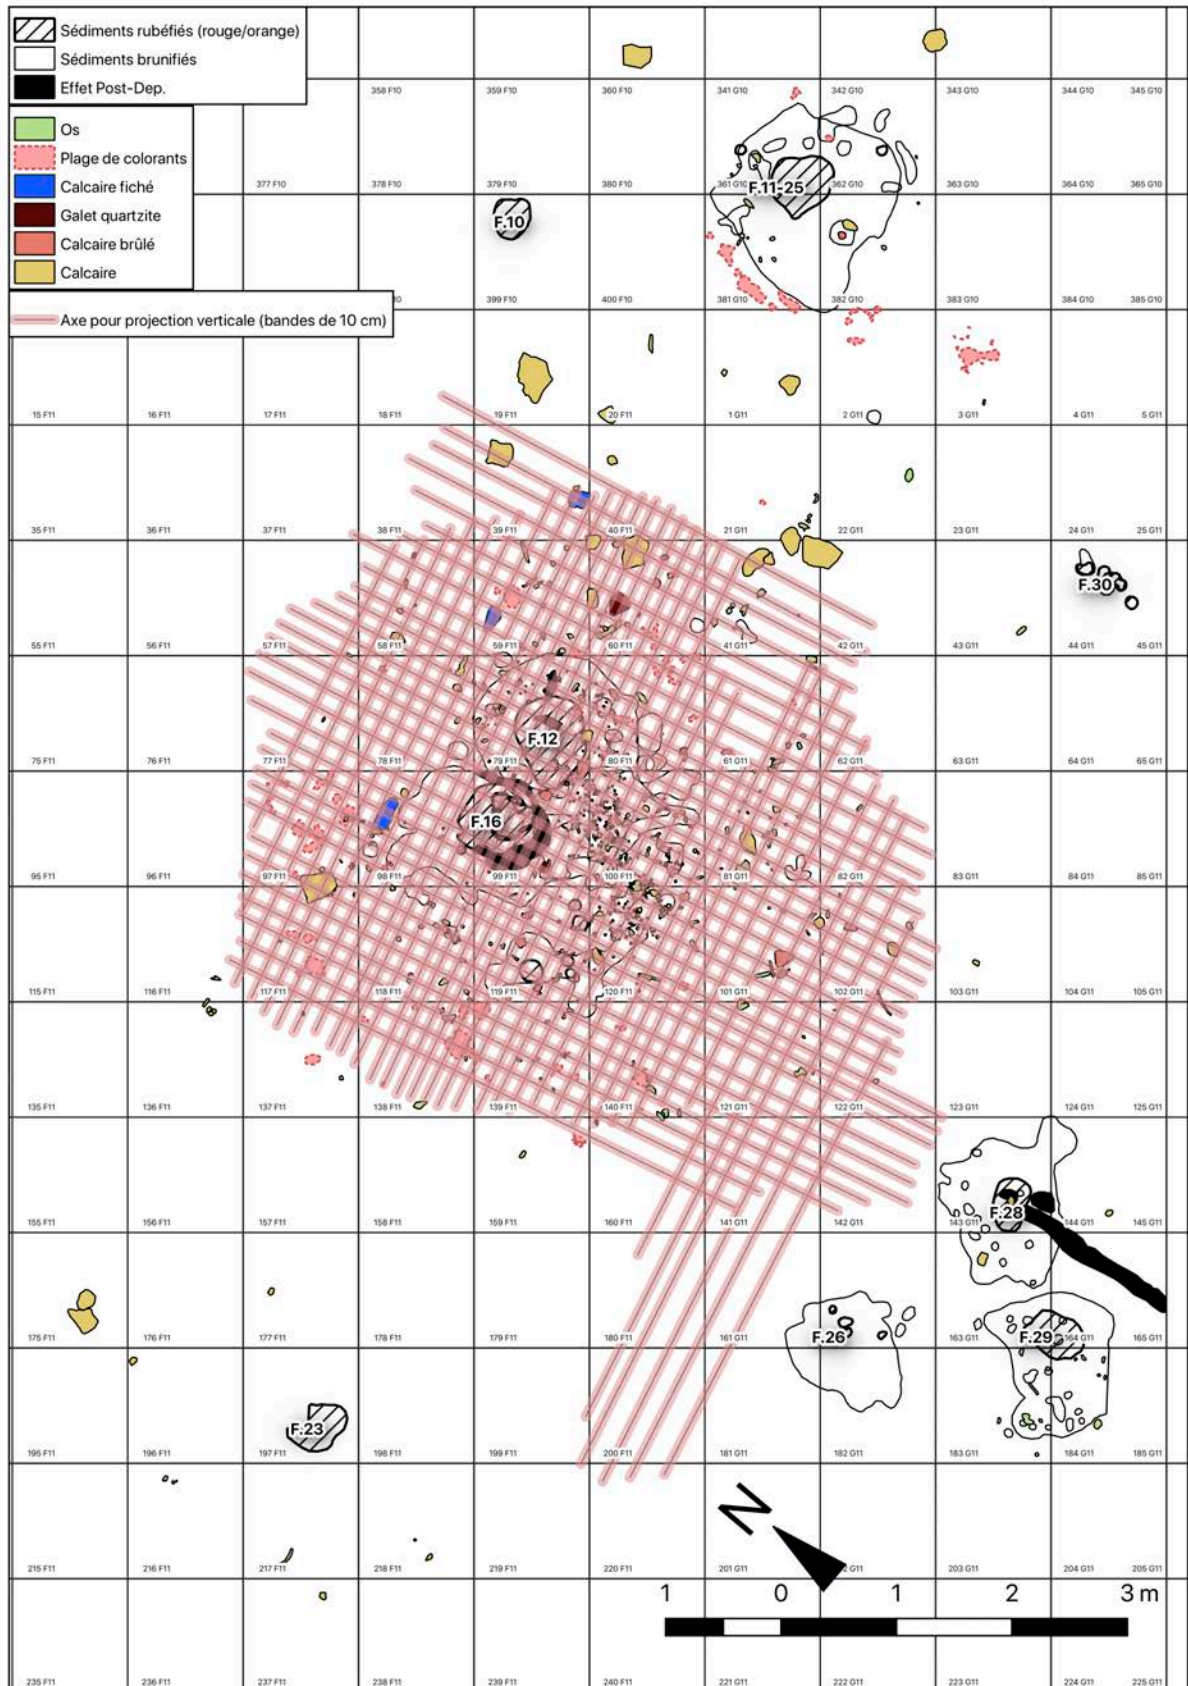 Sédiments rubéfiés (rouge/orange)
Sédiments brunifiés
Effet Post-Dep.
Os
Plage de colorants
Calcaire fiché
Galet quartzite
Calcaire brûlé
Calcaire
Axe pour projection verticale (bandes de 10 cm)
358 F10 359 F10 360 F10 341 G10 342 G10 343 G10 344 G10 345 G10
377 F10 378 F10 379 F10 380 F10 361 G10 362 G10 363 G10 364 G10 365 G10
F.11-25
F.10
399 F10 400 F10 381 G10 382 G10 383 G10 384 G10 385 G10
15 F11 16 F11 17 F11 18 F11 19 F11 20 F11 1 G11 2 G11 3 G11 4 G11 5 G11
35 F11 36 F11 37 F11 38 F11 39 F11 40 F11 21 G11 22 G11 23 G11 24 G11 25 G11
F.30
55 F11 56 F11 57 F11 58 F11 59 F11 60 F11 41 G11 42 G11 43 G11 44 G11 45 G11
F.12
75 F11 76 F11 77 F11 78 F11 79 F11 80 F11 61 G11 62 G11 63 G11 64 G11 65 G11
F.16
95 F11 96 F11 97 F11 98 F11 99 F11 100 F11 81 G11 82 G11 83 G11 84 G11 85 G11
115 F11 116 F11 117 F11 118 F11 119 F11 120 F11 101 G11 102 G11 103 G11 104 G11 105 G11
135 F11 136 F11 137 F11 138 F11 139 F11 140 F11 121 G11 122 G11 123 G11 124 G11 125 G11
F.28
155 F11 156 F11 157 F11 158 F11 159 F11 160 F11 141 G11 142 G11 143 G11 144 G11 145 G11
F.26 F.29
175 F11 176 F11 177 F11 178 F11 179 F11 180 F11 161 G11 163 G11 164 G11 165 G11
F.23
195 F11 196 F11 197 F11 198 F11 199 F11 200 F11 181 G11 182 G11 183 G11 184 G11 185 G11
N
215 F11 216 F11 217 F11 218 F11 219 F11 220 F11 201 G11 203 G11 204 G11 205 G11
1 0 1 2 3 m
235 F11 236 F11 237 F11 238 F11 239 F11 240 F11 221 G11 222 G11 223 G11 224 G11 225 G11